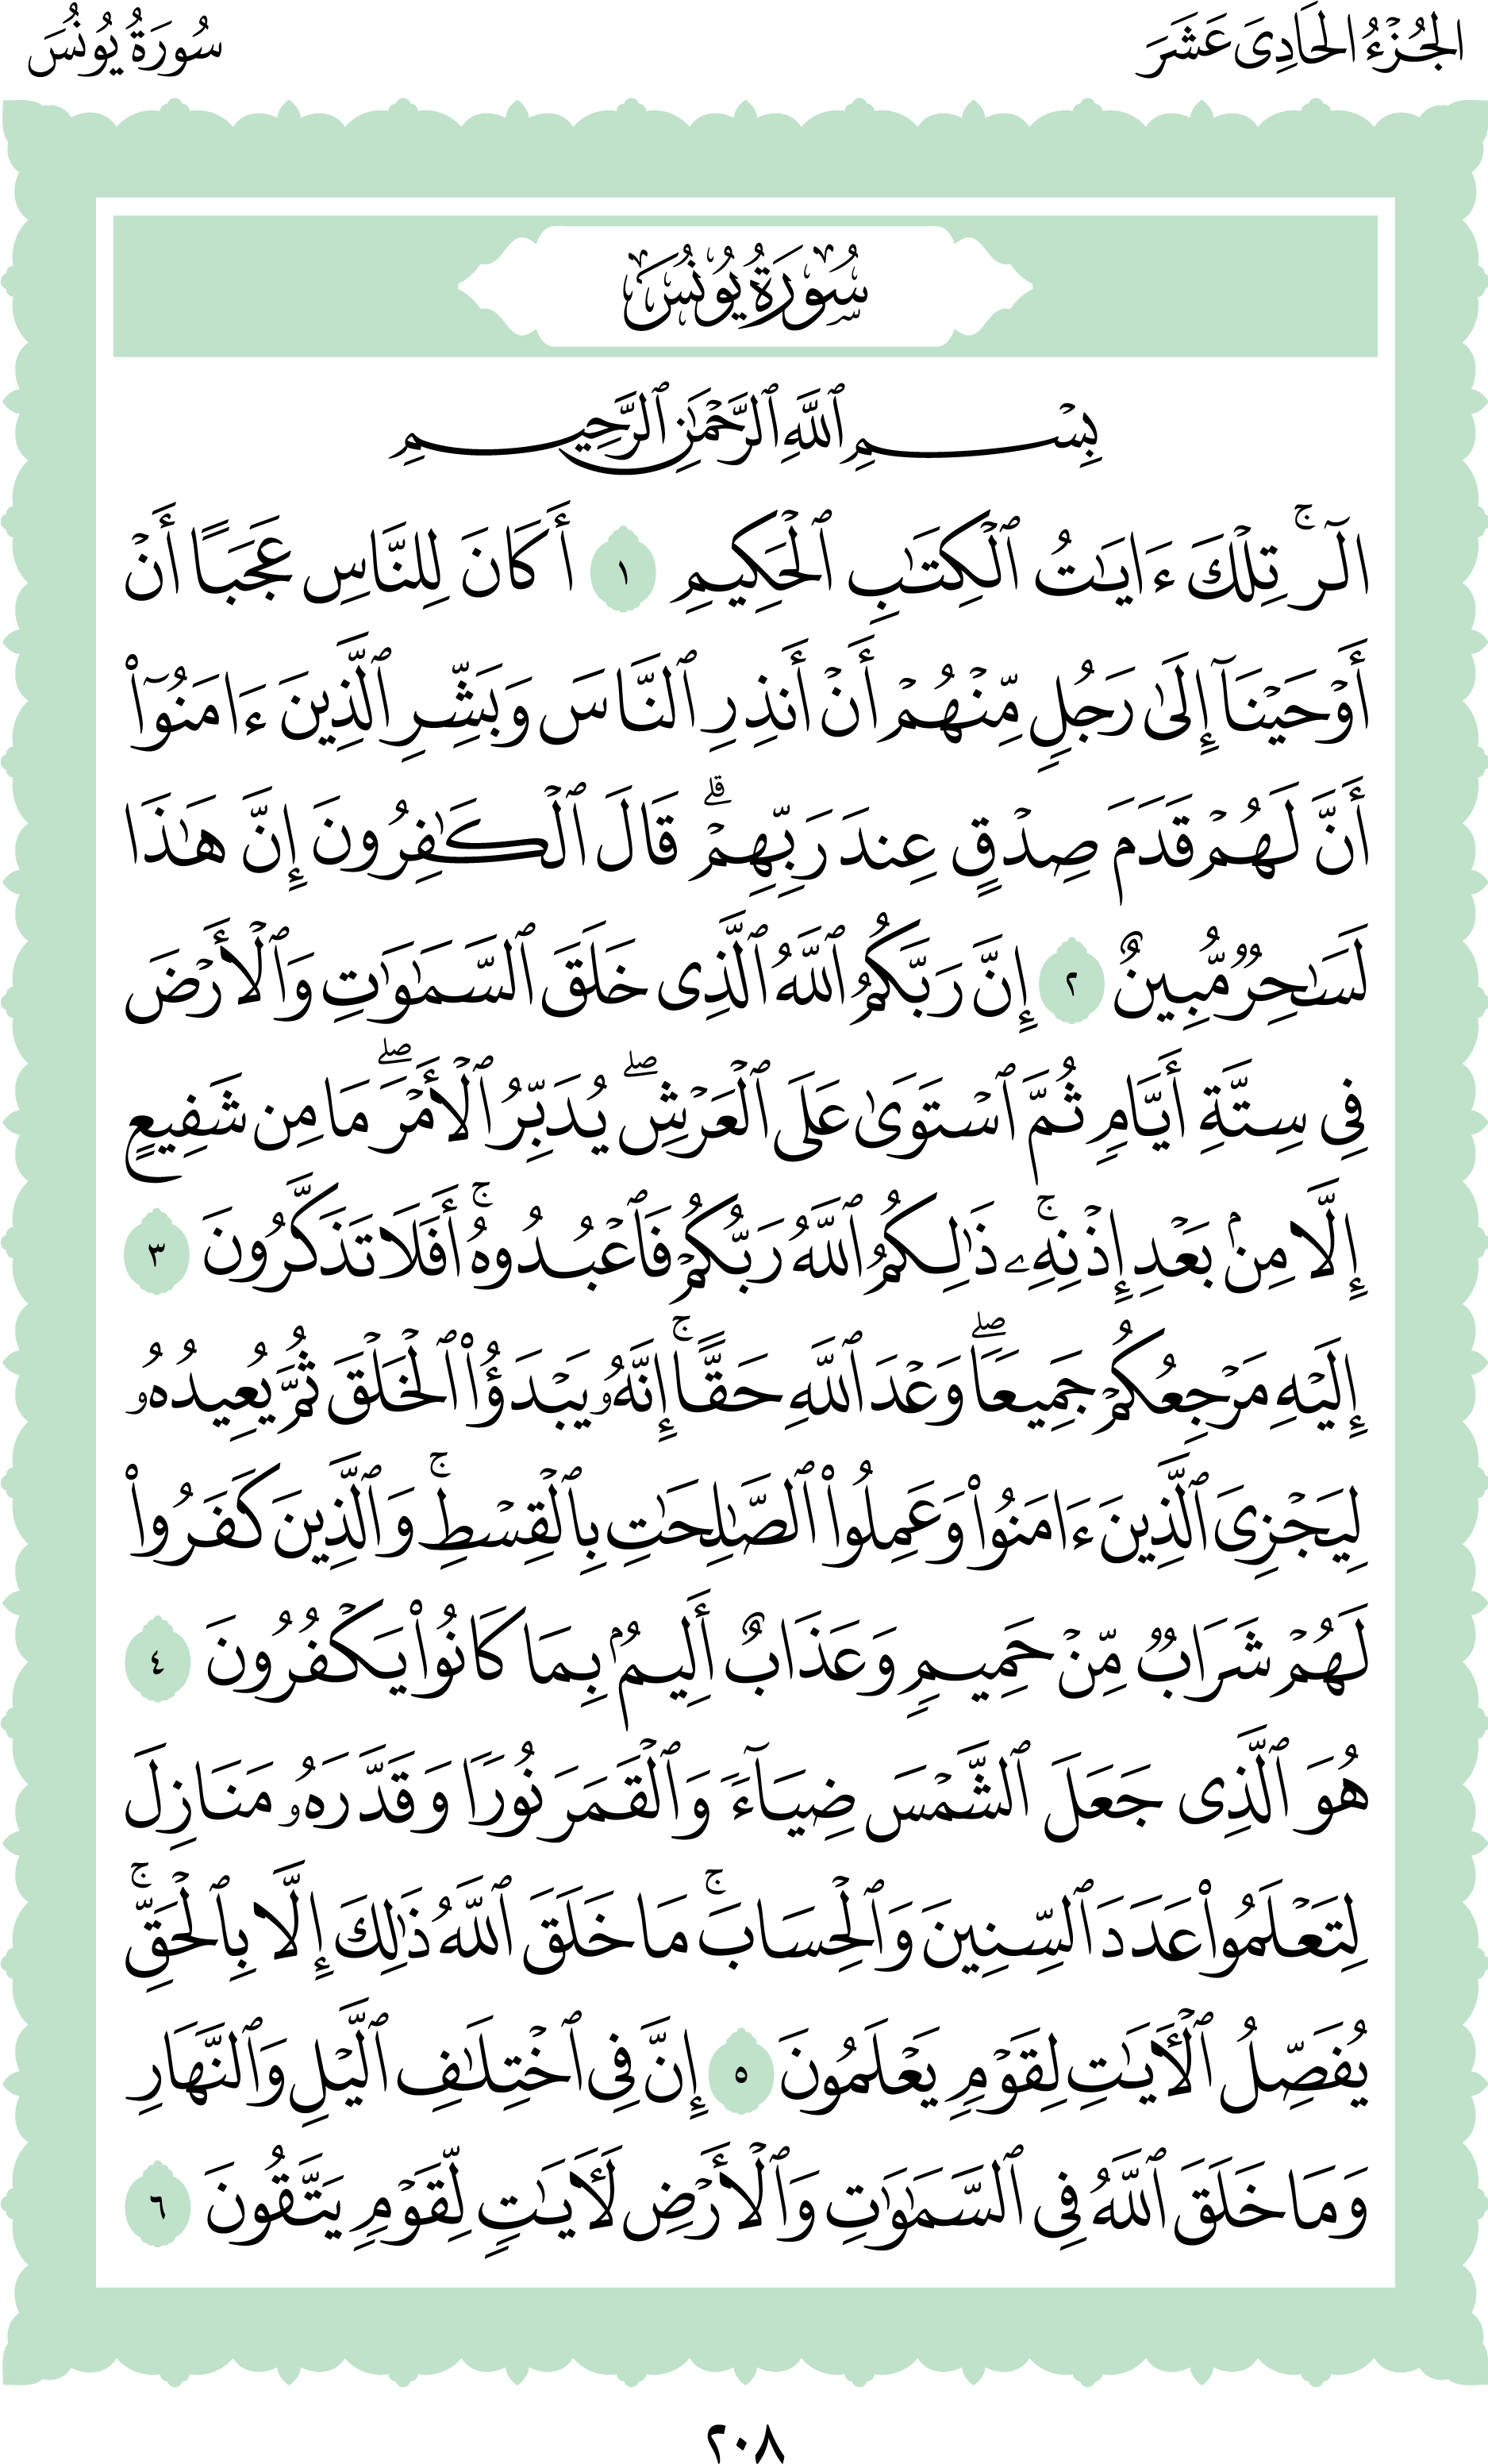 الجُزْءُ الحَادِى عَشَرَ
سُورَةُ يُونُسَ
سُورَةُ يُونُسَ
بِسْمِ ٱللَّهِ ٱلرَّحْمَٰنِ ٱلرَّحِيمِ
الٓرۚ تِلْكَ ءَايَٰتُ ٱلْكِتَٰبِ ٱلْحَكِيمِ ١ أَكَانَ لِلنَّاسِ عَجَبًا أَنْ
أَوْحَيْنَآ إِلَىٰ رَجُلٍ مِّنْهُمْ أَنْ أَنذِرِ ٱلنَّاسَ وَبَشِّرِ ٱلَّذِينَ ءَامَنُوٓا۟
أَنَّ لَهُمْ قَدَمَ صِدْقٍ عِندَ رَبِّهِمْۗ قَالَ ٱلْكَٰفِرُونَ إِنَّ هَٰذَا
لَسَٰحِرٌ مُّبِينٌ ٢ إِنَّ رَبَّكُمُ ٱللَّهُ ٱلَّذِى خَلَقَ ٱلسَّمَٰوَٰتِ وَٱلْأَرْضَ
فِى سِتَّةِ أَيَّامٍ ثُمَّ ٱسْتَوَىٰ عَلَى ٱلْعَرْشِۖ يُدَبِّرُ ٱلْأَمْرَۖ مَا مِن شَفِيعٍ
إِلَّا مِنۢ بَعْدِ إِذْنِهِۦۚ ذَٰلِكُمُ ٱللَّهُ رَبُّكُمْ فَٱعْبُدُوهُۚ أَفَلَا تَذَكَّرُونَ ٣
إِلَيْهِ مَرْجِعُكُمْ جَمِيعًاۖ وَعْدَ ٱللَّهِ حَقًّاۚ إِنَّهُۥ يَبْدَؤُا۟ ٱلْخَلْقَ ثُمَّ يُعِيدُهُۥ
لِيَجْزِىَ ٱلَّذِينَ ءَامَنُوا۟ وَعَمِلُوا۟ ٱلصَّٰلِحَٰتِ بِٱلْقِسْطِۚ وَٱلَّذِينَ كَفَرُوا۟
لَهُمْ شَرَابٌ مِّنْ حَمِيمٍ وَعَذَابٌ أَلِيمٌۢ بِمَا كَانُوا۟ يَكْفُرُونَ ٤
هُوَ ٱلَّذِى جَعَلَ ٱلشَّمْسَ ضِيَآءً وَٱلْقَمَرَ نُورًا وَقَدَّرَهُۥ مَنَازِلَ
لِتَعْلَمُوا۟ عَدَدَ ٱلسِّنِينَ وَٱلْحِسَابَۚ مَا خَلَقَ ٱللَّهُ ذَٰلِكَ إِلَّا بِٱلْحَقِّۚ
يُفَصِّلُ ٱلْأَيَٰتِ لِقَوْمٍ يَعْلَمُونَ ٥ إِنَّ فِى ٱخْتِلَٰفِ ٱلَّيْلِ وَٱلنَّهَارِ
وَمَا خَلَقَ ٱللَّهُ فِى ٱلسَّمَٰوَٰتِ وَٱلْأَرْضِ لَأَيَٰتٍ لِّقَوْمٍ يَتَّقُونَ ٦
٢٠٨